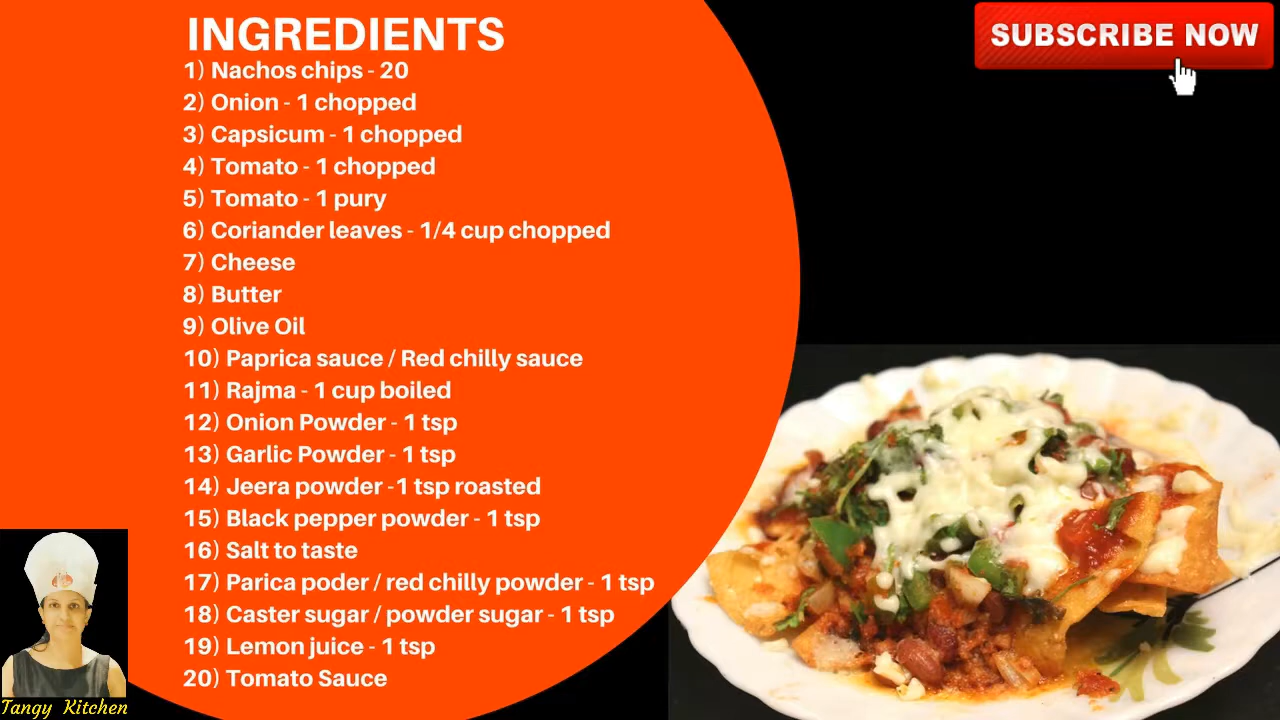 INGREDIENTS
1) Nachos chips - 20
2) Onion - 1 chopped
3) Capsicum - 1 chopped
4) Tomato - 1 chopped
5) Tomato - 1 pury
6) Coriander leaves - 1/4 cup chopped
7) Cheese
8) Butter
9) Olive Oil
10) Paprica sauce / Red chilly sauce
11) Rajma - 1 cup boiled
12) Onion Powder - 1 tsp
13) Garlic Powder - 1 tsp
14) Jeera powder -1 tsp roasted
15) Black pepper powder - 1 tsp
16) Salt to taste
17) Parica poder / red chilly powder - 1 tsp
18) Caster sugar / powder sugar - 1 tsp
19) Lemon juice - 1 tsp
20) Tomato Sauce
SUBSCRIBE NOW
Tangy Kitchen